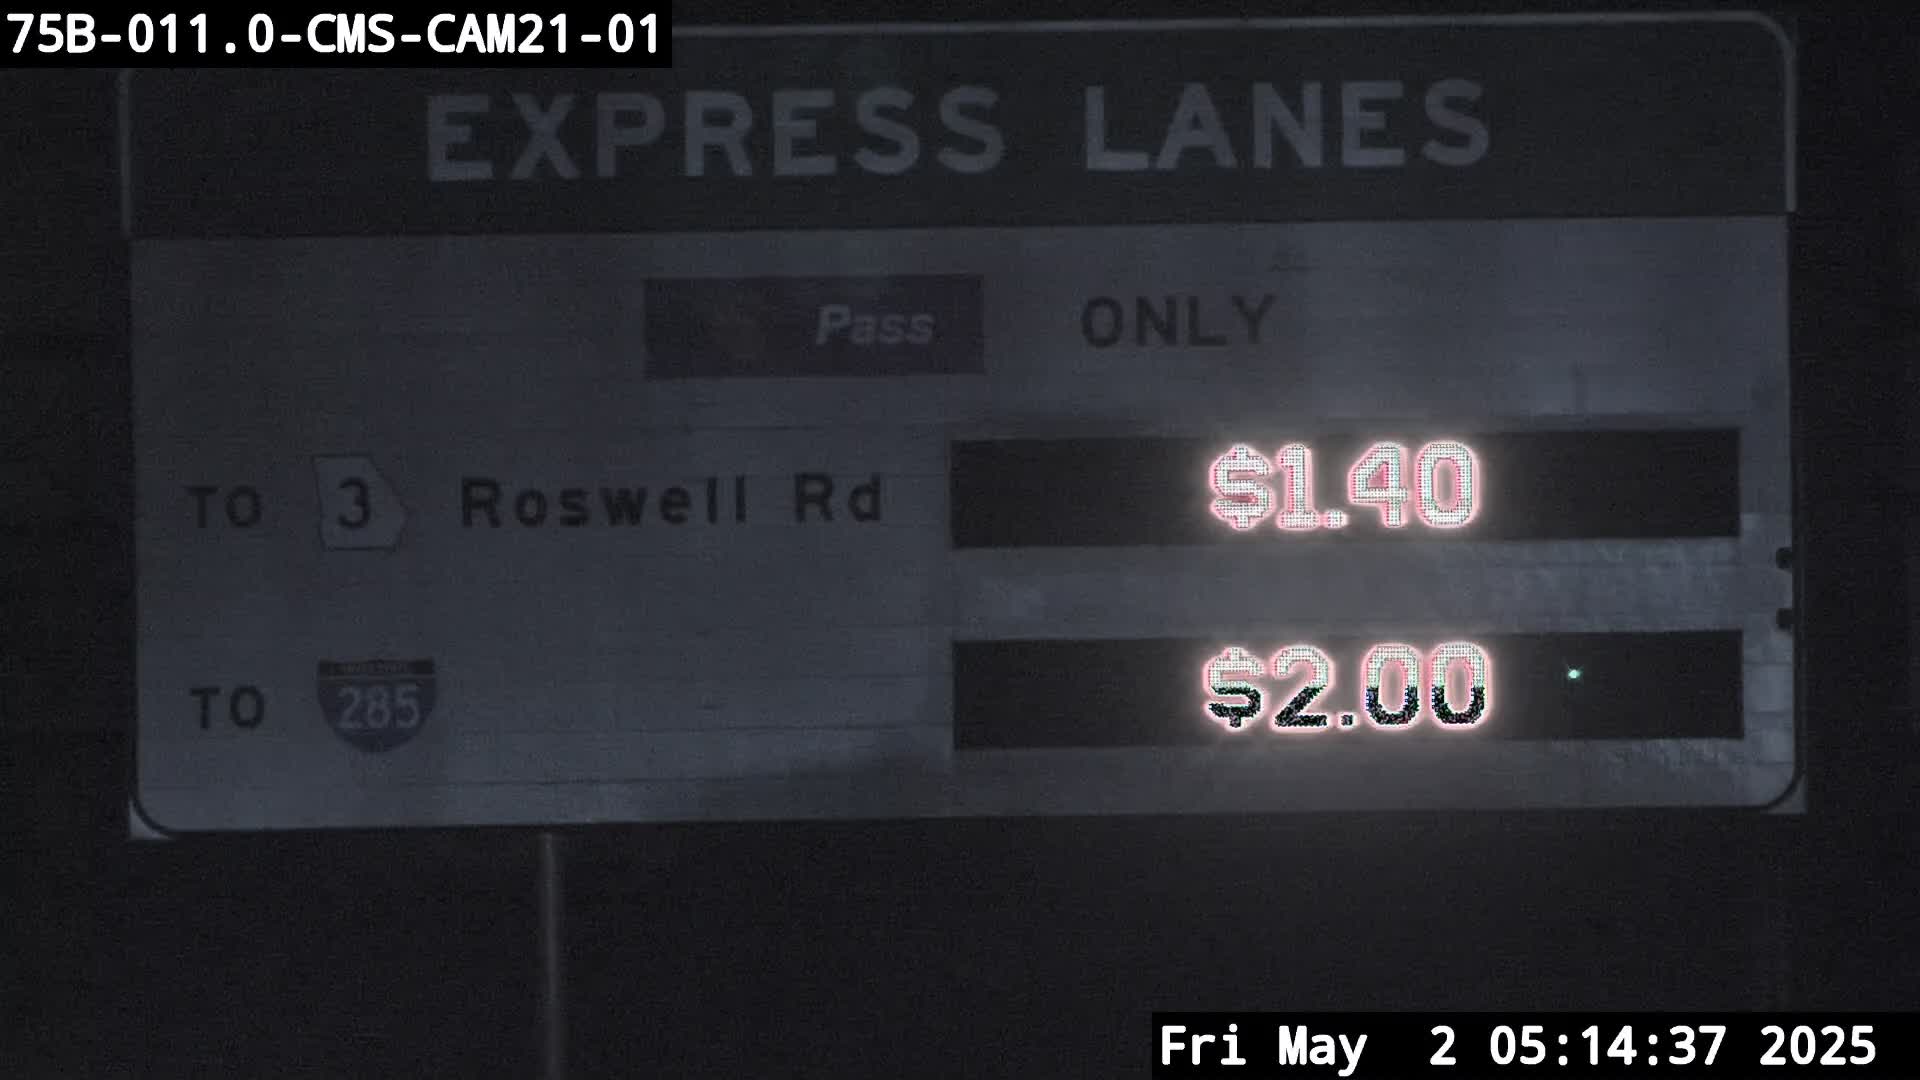 75B-011.0-CMS-CAM21-01
EXPRESS LANES
Pass ONLY
TO 3 Roswell Rd $1.40
TO 285 $2.00
Fri May 2 05:14:37 2025